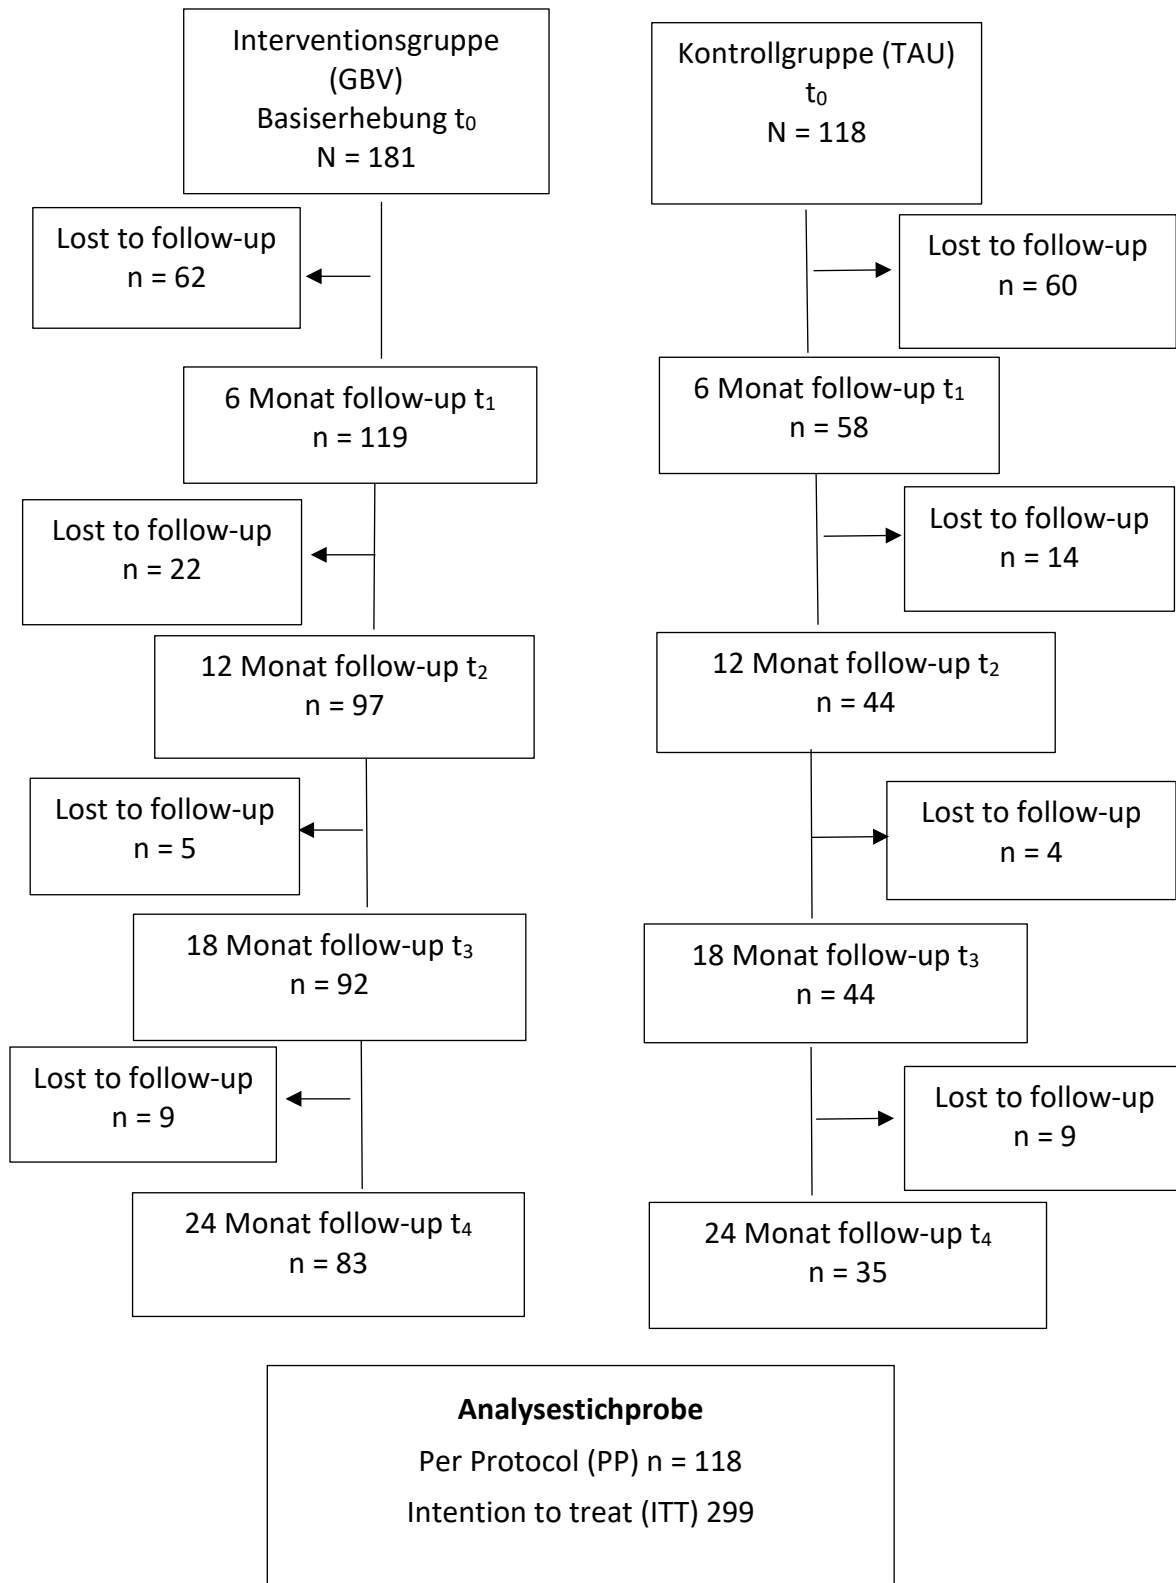 Interventionsgruppe
(GBV)
Basiserhebung t₀
N = 181
Kontrollgruppe (TAU)
t₀
N = 118
Lost to follow-up
n = 62
Lost to follow-up
n = 60
6 Monat follow-up t₁
n = 119
6 Monat follow-up t₁
n = 58
Lost to follow-up
n = 22
Lost to follow-up
n = 14
12 Monat follow-up t₂
n = 97
12 Monat follow-up t₂
n = 44
Lost to follow-up
n = 5
Lost to follow-up
n = 4
18 Monat follow-up t₃
n = 92
18 Monat follow-up t₃
n = 44
Lost to follow-up
n = 9
Lost to follow-up
n = 9
24 Monat follow-up t₄
n = 83
24 Monat follow-up t₄
n = 35
Analysestichprobe
Per Protocol (PP) n = 118
Intention to treat (ITT) 299